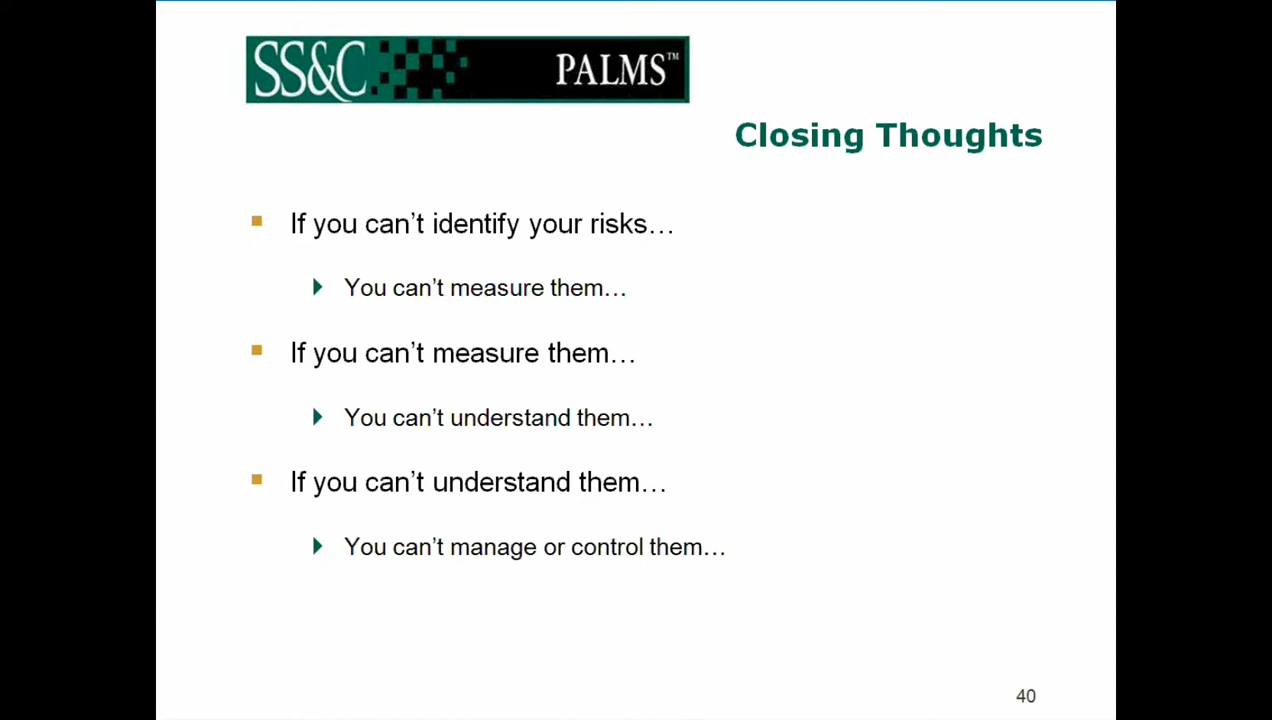 SS&C PALMS™
Closing Thoughts
If you can’t identify your risks…
You can’t measure them…
If you can’t measure them…
You can’t understand them…
If you can’t understand them…
You can’t manage or control them…
40